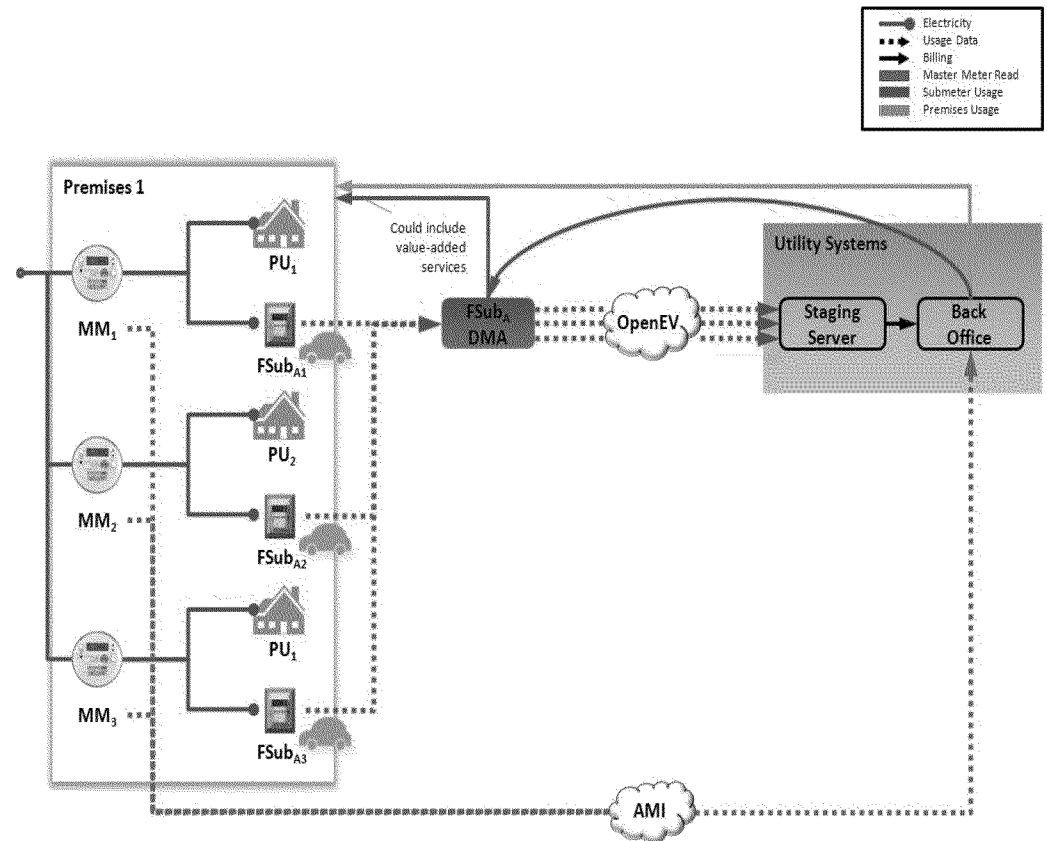 Electricity
Usage Data
Billing
Master Meter Read
Submeter Usage
Premises Usage
Premises 1
PU1
MM1
FSubA1
Could include
value-added
services
FSubA
DMA
OpenEV
Utility Systems
Staging
Server
Back
Office
PU2
MM2
FSubA2
PU1
MM3
FSubA3
AMI